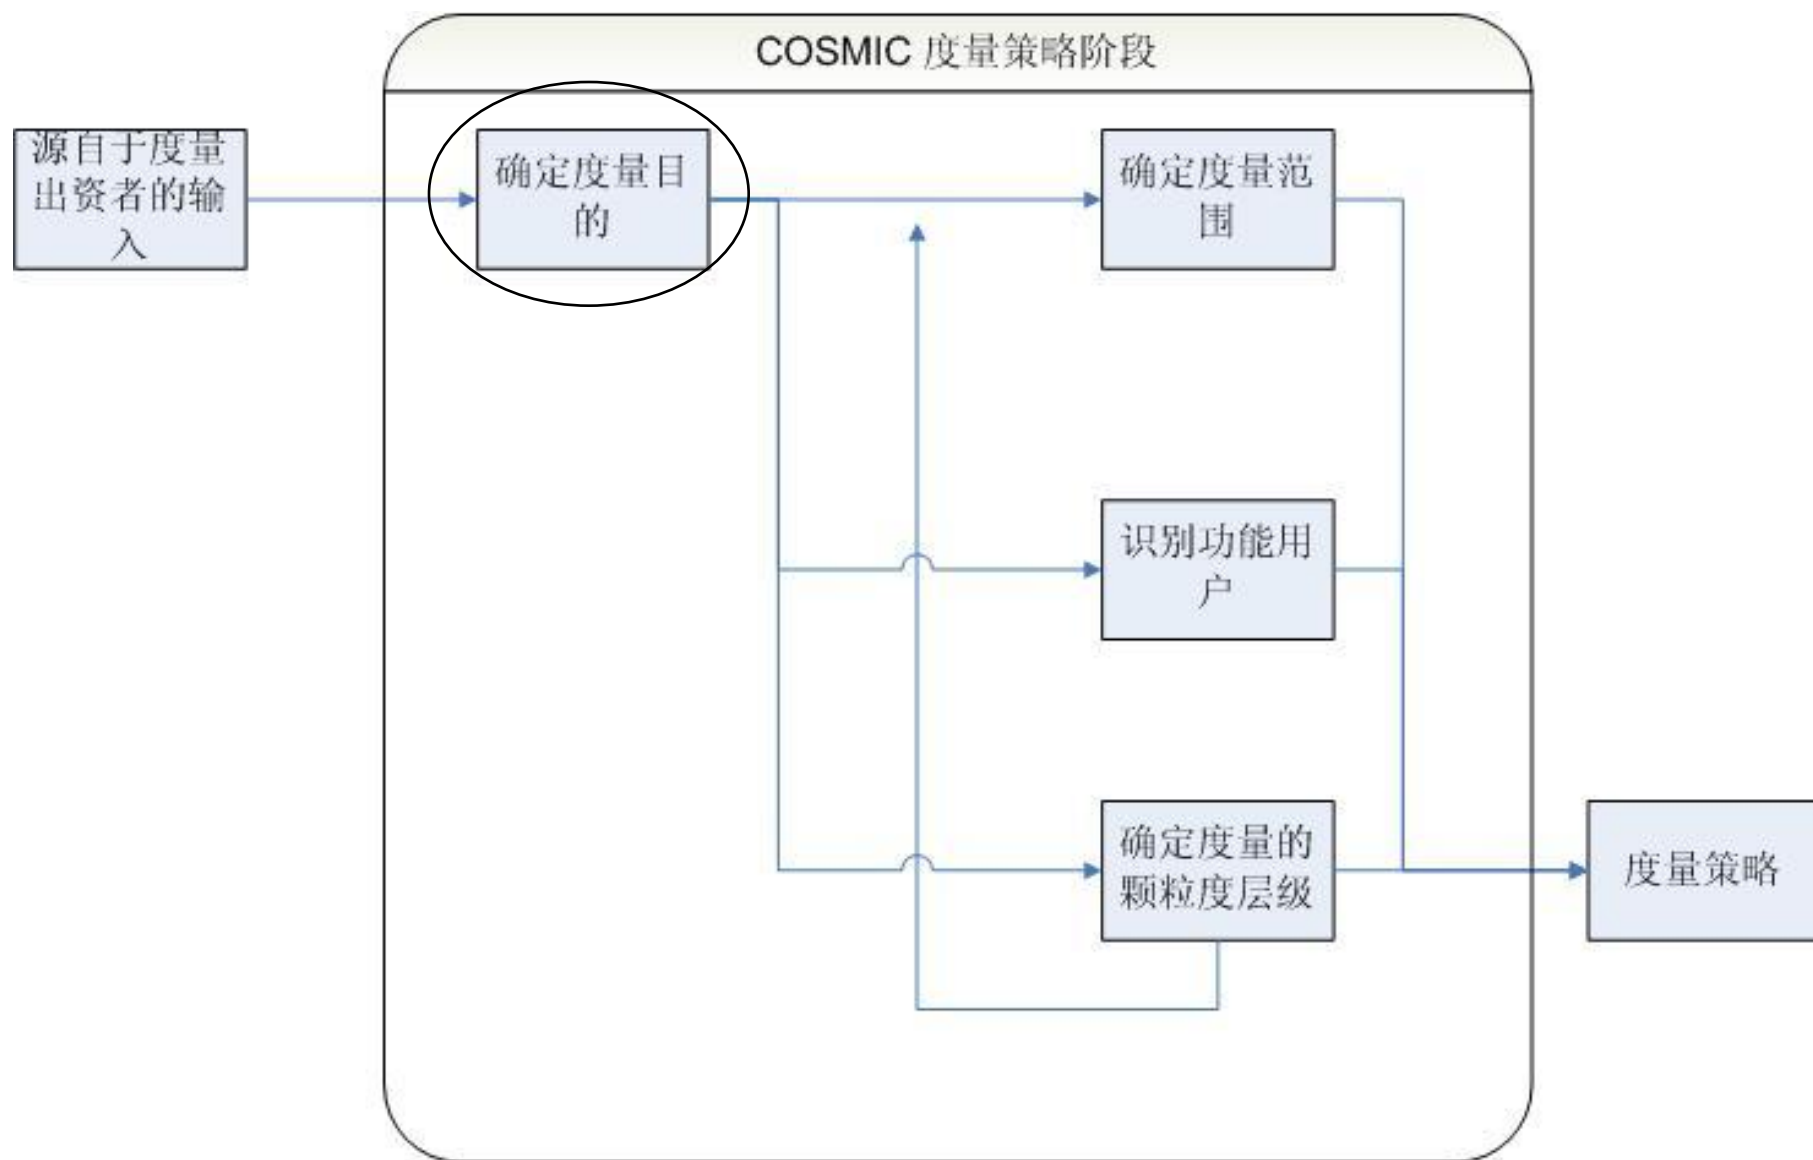 COSMIC 度量策略阶段
源自于度量
出资者的输
入
确定度量目
的
确定度量范
围
识别功能用
户
确定度量的
颗粒度层级
度量策略